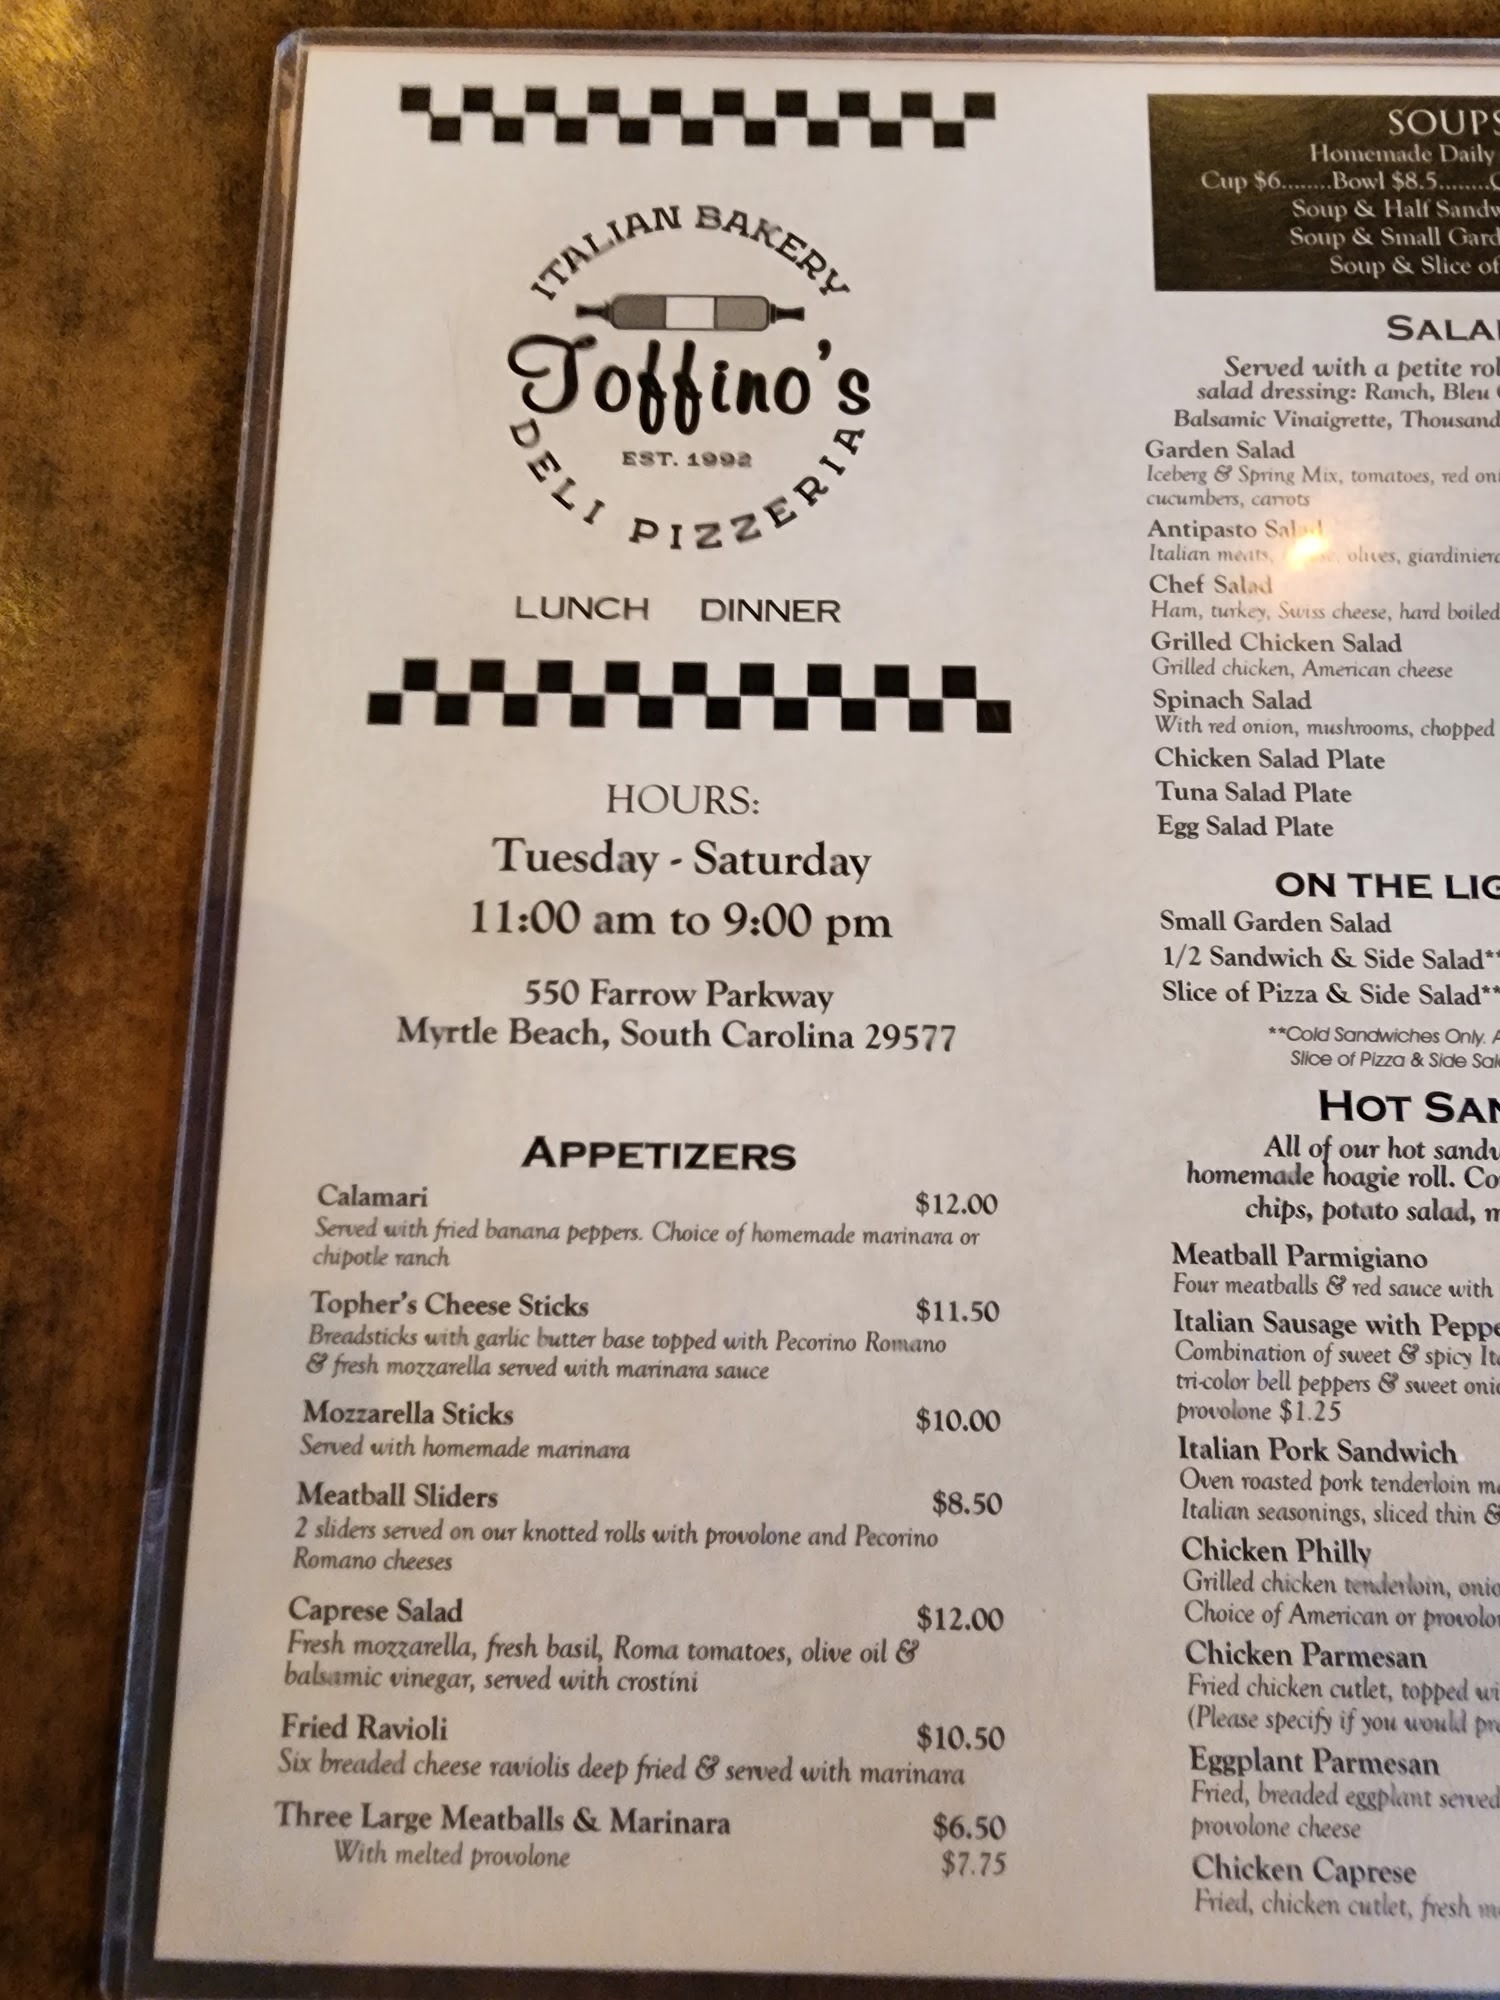 ITALIAN BAKERY
Toffino's
EST. 1992
DELI PIZZERIA
LUNCH DINNER
HOURS:
Tuesday - Saturday
11:00 am to 9:00 pm
550 Farrow Parkway
Myrtle Beach, South Carolina 29577
APPETIZERS
Calamari $12.00
Served with fried banana peppers. Choice of homemade marinara or
chipotle ranch
Topher's Cheese Sticks $11.50
Breadsticks with garlic butter base topped with Pecorino Romano
& fresh mozzarella served with marinara sauce
Mozzarella Sticks $10.00
Served with homemade marinara
Meatball Sliders $8.50
2 sliders served on our knotted rolls with provolone and Pecorino
Romano cheeses
Caprese Salad $12.00
Fresh mozzarella, fresh basil, Roma tomatoes, olive oil &
balsamic vinegar, served with crostini
Fried Ravioli $10.50
Six breaded cheese raviolis deep fried & served with marinara
Three Large Meatballs & Marinara $6.50
With melted provolone $7.75
SOUPS
Homemade Daily
Cup $6........Bowl $8.5........
Soup & Half
Soup & Small
Soup & Slice of
Served with a petite
salad dressing: Ranch, Bleu
Balsamic Vinaigrette, Thousand
Garden Salad
Iceberg & Spring Mix, tomatoes, red
cucumbers, carrots
Antipasto Salad
Italian meats, olives,
Chef Salad
Ham, turkey, Swiss cheese, hard boiled
Grilled Chicken Salad
Grilled chicken, American cheese
Spinach Salad
With red onion, mushrooms, chopped
Chicken Salad Plate
Tuna Salad Plate
Egg Salad Plate
ON THE
Small Garden Salad
1/2 Sandwich & Side Salad**
Slice of Pizza & Side Salad**
**Cold Sandwiches Only.
Slice of Pizza & Side
HOT
All of our hot
homemade hoagie roll.
chips, potato salad,
Meatball Parmigiano
Four meatballs & red sauce with
Italian Sausage with
Combination of sweet & spicy
tri-color bell peppers & sweet
provolone $1.25
Italian Pork Sandwich
Oven roasted pork tenderloin
Italian seasonings, sliced thin &
Chicken Philly
Grilled chicken tenderloin,
Choice of American or
Chicken Parmesan
Fried chicken cutlet, topped
(Please specify if you would
Eggplant Parmesan
Fried, breaded eggplant served
provolone cheese
Chicken Caprese
Fried, chicken cutlet, fresh